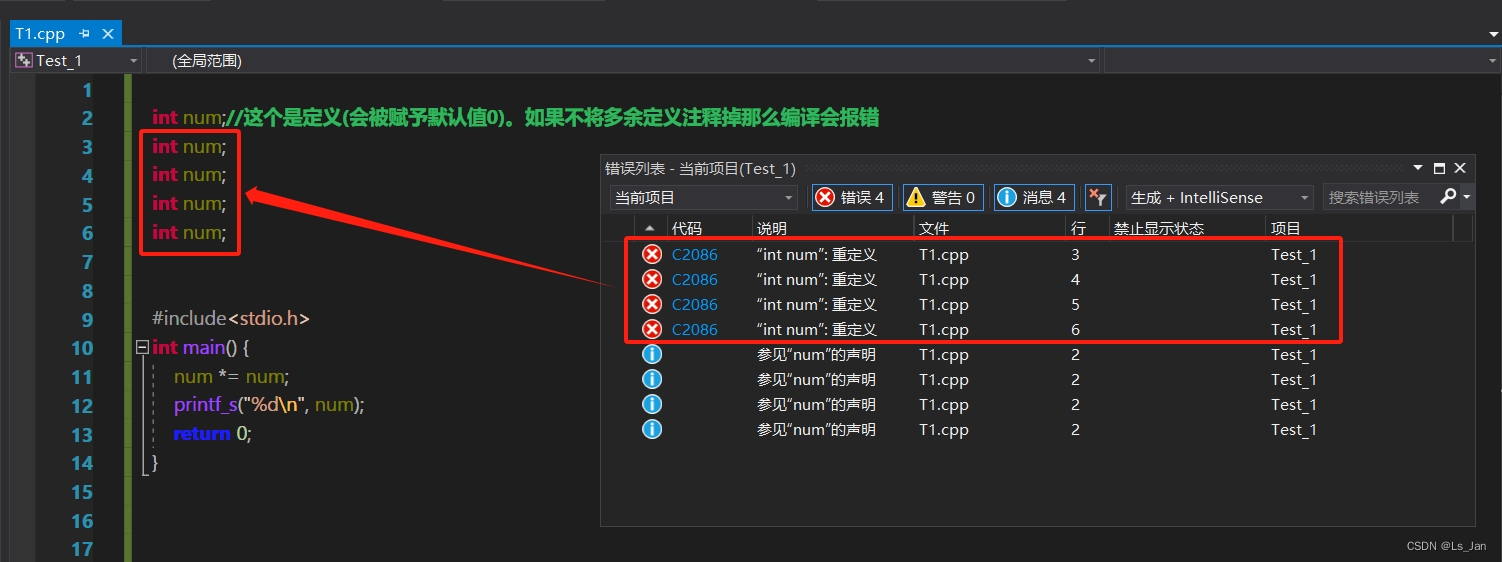 T1.cpp
Test_1
(全局范围)
1
2 int num;//这个是定义(会被赋予默认值0)。如果不将多余定义注释掉那么编译会报错
3 int num;
4 int num;
5 int num;
6 int num;
7
8
9 #include<stdio.h>
10 int main() {
11 num *= num;
12 printf_s("%d\n", num);
13 return 0;
14 }
15
16
17
错误列表 - 当前项目(Test_1)
当前项目 错误 4 警告 0 消息 4 生成 + IntelliSense 搜索错误列表
代码 说明 文件 行 禁止显示状态 项目
C2086 “int num”: 重定义 T1.cpp 3 Test_1
C2086 “int num”: 重定义 T1.cpp 4 Test_1
C2086 “int num”: 重定义 T1.cpp 5 Test_1
C2086 “int num”: 重定义 T1.cpp 6 Test_1
参见“num”的声明 T1.cpp 2 Test_1
参见“num”的声明 T1.cpp 2 Test_1
参见“num”的声明 T1.cpp 2 Test_1
参见“num”的声明 T1.cpp 2 Test_1
CSDN @Ls_Jan